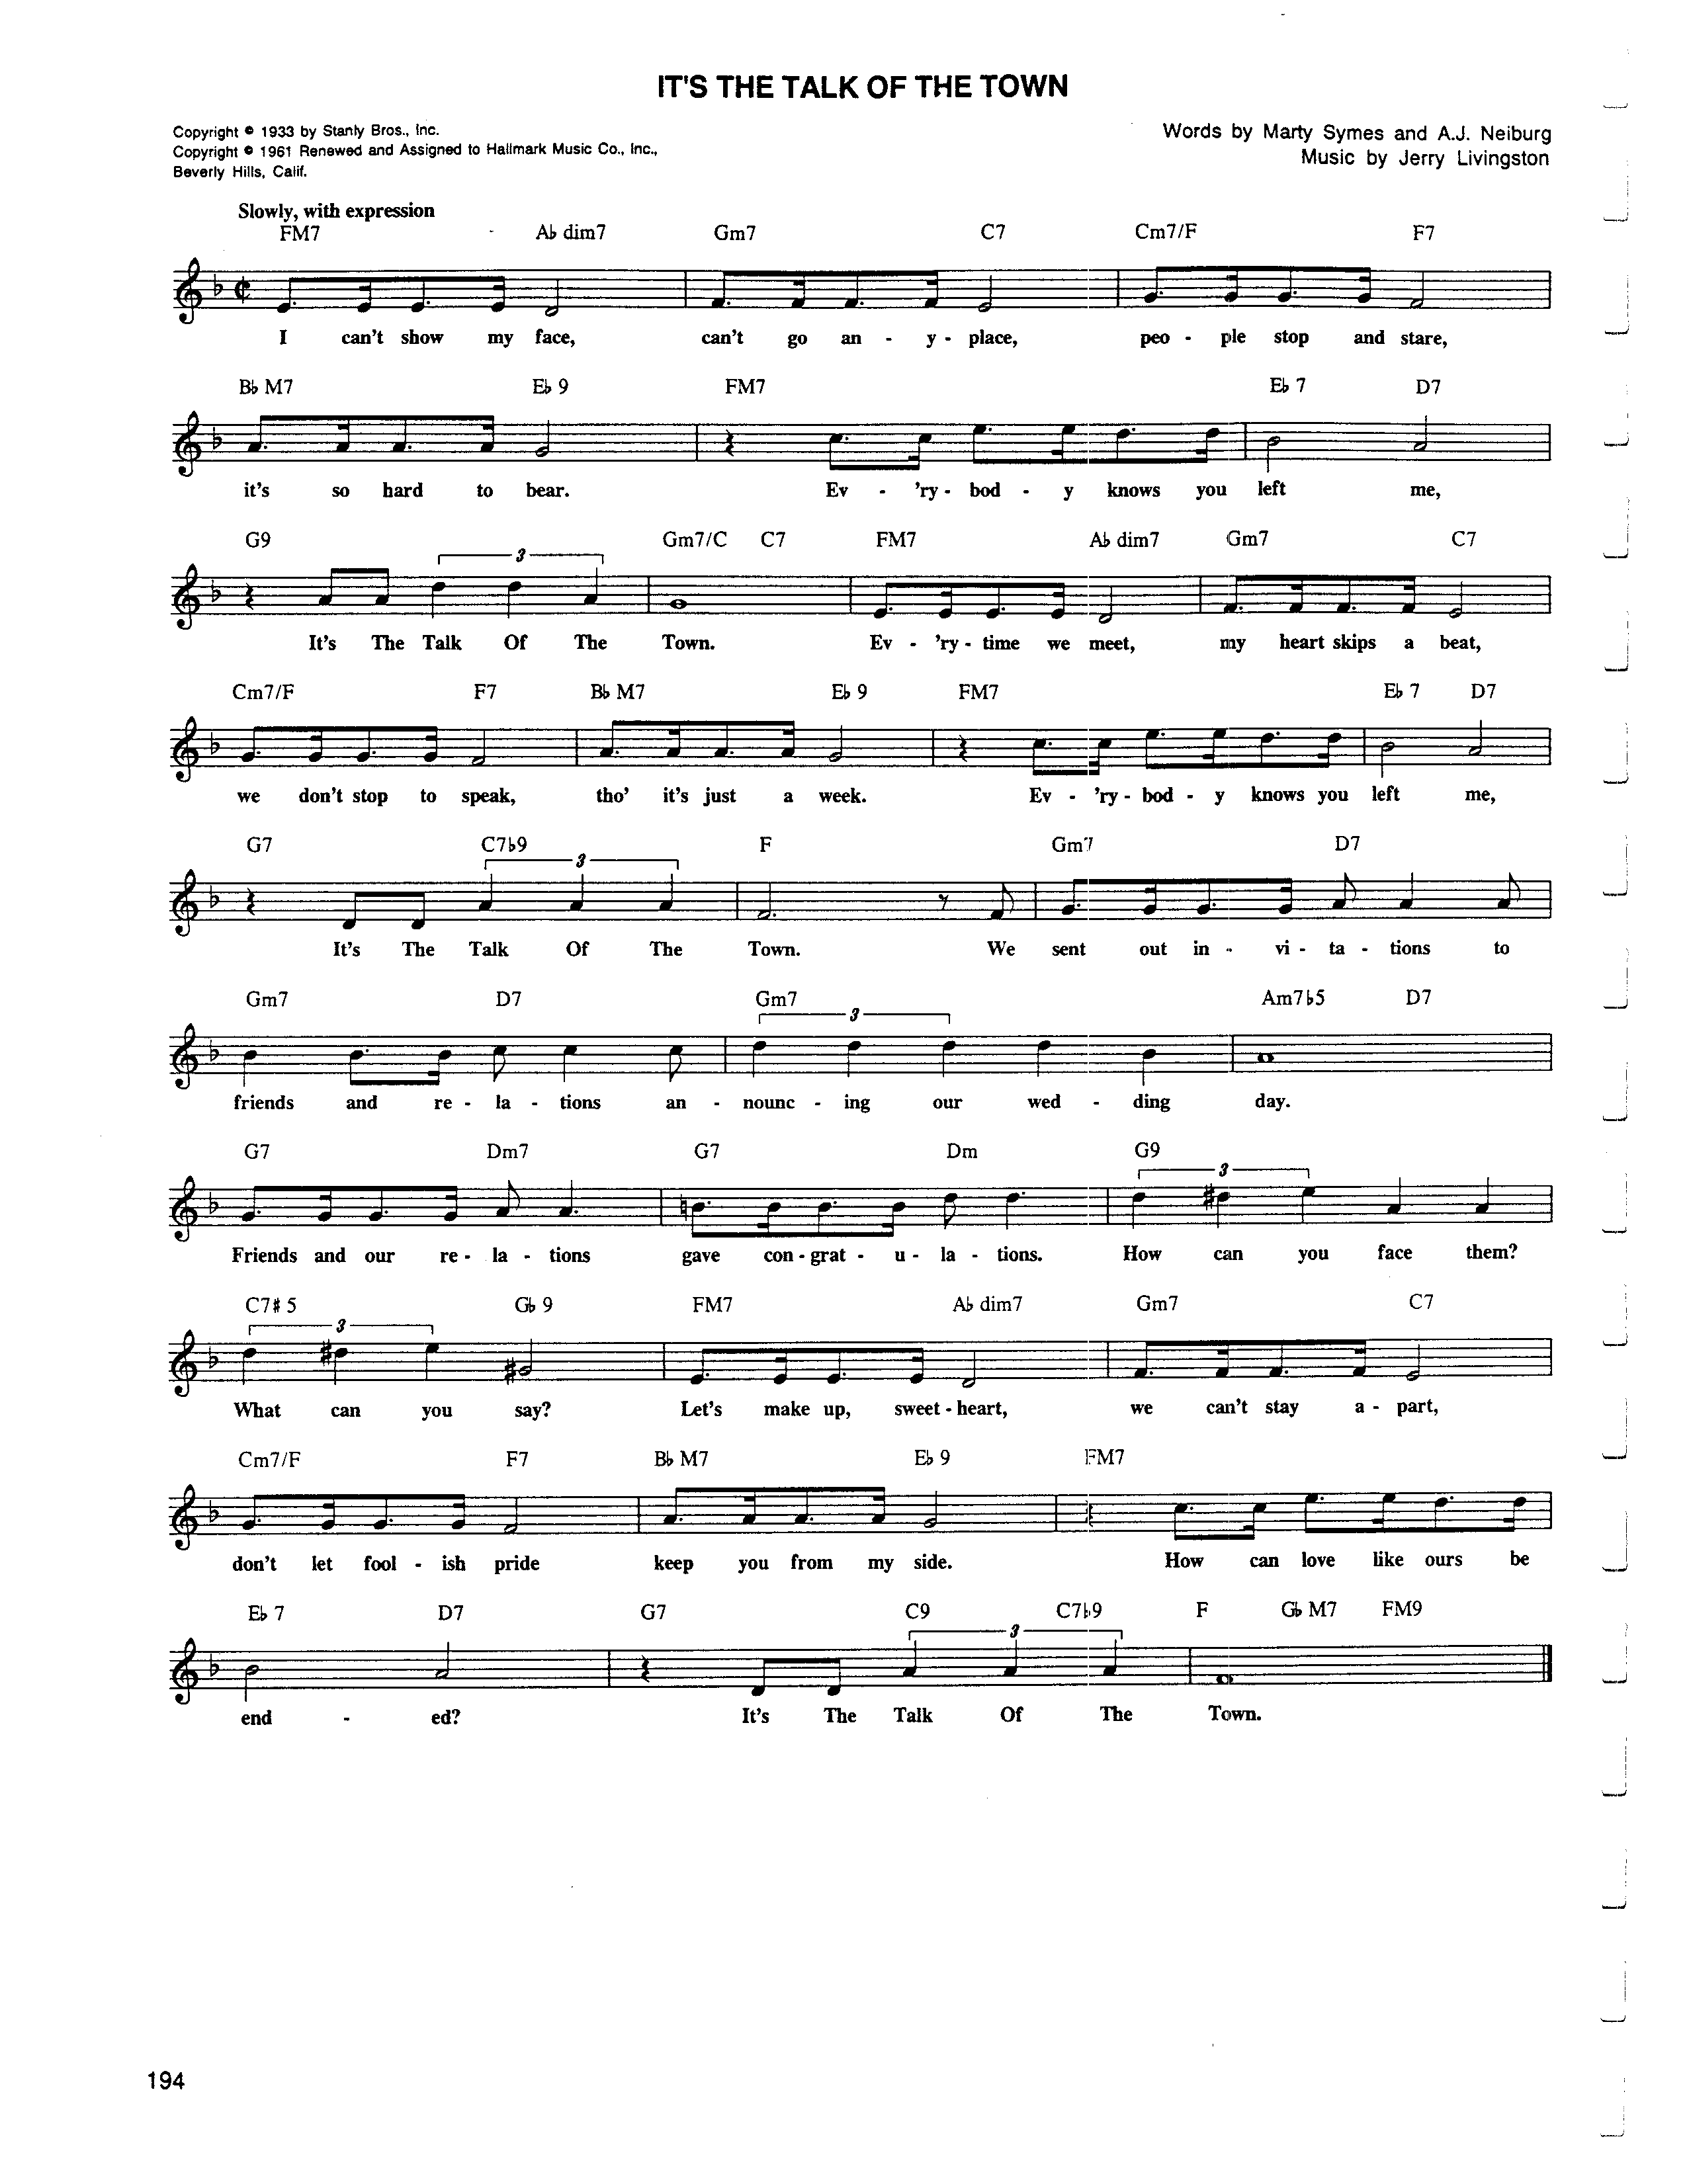 IT'S THE TALK OF THE TOWN
Copyright © 1933 by Stanly Bros., Inc.
Copyright © 1961 Renewed and Assigned to Hallmark Music Co., Inc.,
Beverly Hills, Calif.
Words by Marty Symes and A.J. Neiburg
Music by Jerry Livingston
Slowly, with expression
FM7 A♭ dim7 Gm7 C7 Cm7/F F7
I can't show my face, can't go an - y - place, peo - ple stop and stare,
B♭ M7 E♭ 9 FM7 E♭ 7 D7
it's so hard to bear. Ev - 'ry - bod - y knows you left me,
G9 Gm7/C C7 FM7 A♭ dim7 Gm7 C7
3
It's The Talk Of The Town. Ev - 'ry - time we meet, my heart skips a beat,
Cm7/F F7 B♭ M7 E♭ 9 FM7 E♭ 7 D7
we don't stop to speak, tho' it's just a week. Ev - 'ry - bod - y knows you left me,
G7 C7♭9 F Gm7 D7
3
It's The Talk Of The Town. We sent out in - vi - ta - tions to
Gm7 D7 Gm7 Am7♭5 D7
3
friends and re - la - tions an - nounc - ing our wed - ding day.
G7 Dm7 G7 Dm G9
3
Friends and our re - la - tions gave con - grat - u - la - tions. How can you face them?
C7♯ 5 G♭ 9 FM7 A♭ dim7 Gm7 C7
3
What can you say? Let's make up, sweet - heart, we can't stay a - part,
Cm7/F F7 B♭ M7 E♭ 9 FM7
don't let fool - ish pride keep you from my side. How can love like ours be
E♭ 7 D7 G7 C9 C7♭9 F G♭ M7 FM9
3
end - ed? It's The Talk Of The Town.
194